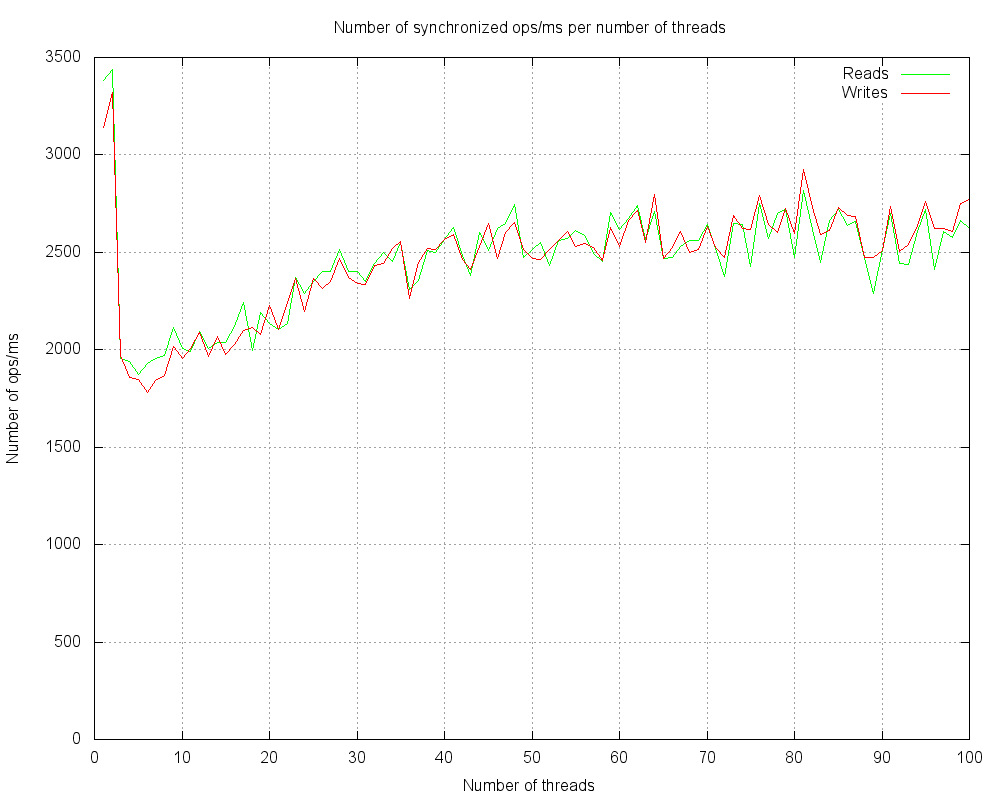 Number of synchronized ops/ms per number of threads
3500
3000
2500
2000
1500
1000
500
0
Number of ops/ms
Reads
Writes
0 10 20 30 40 50 60 70 80 90 100
Number of threads